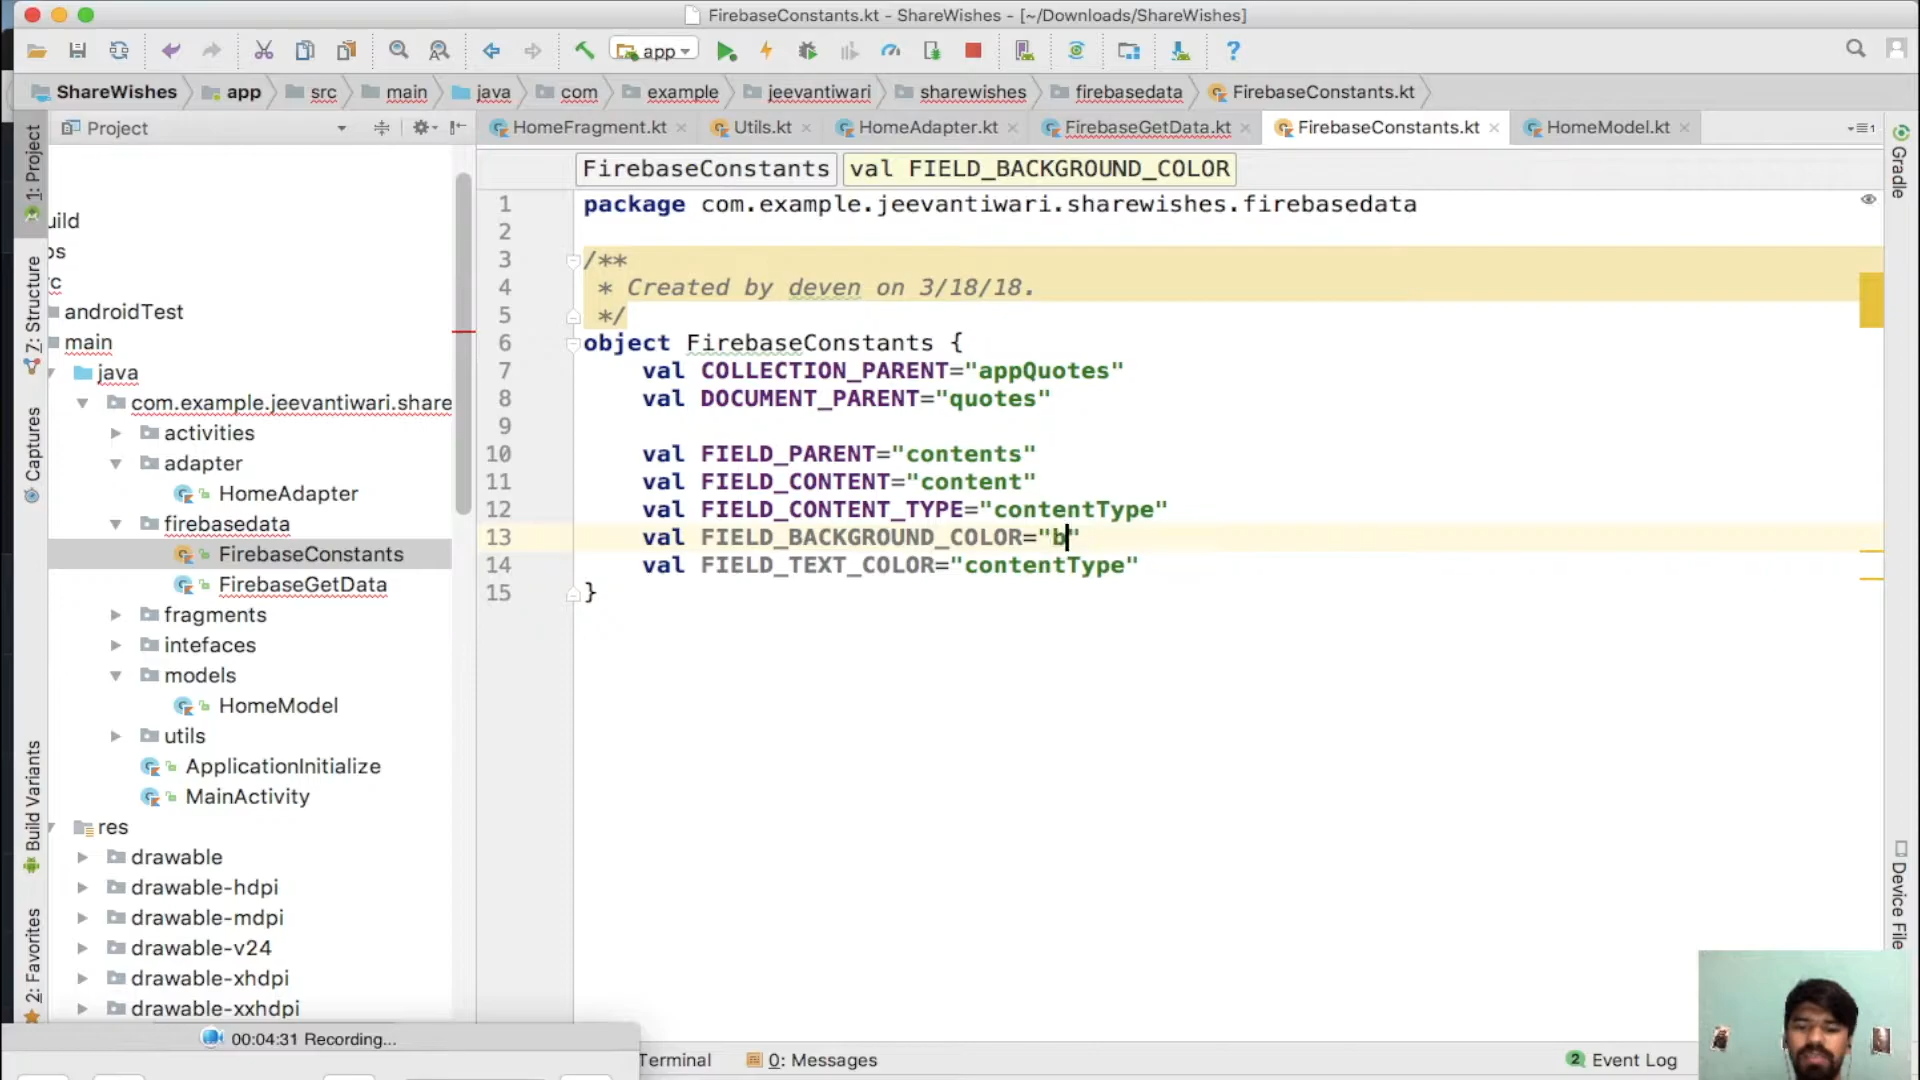 FirebaseConstants.kt - ShareWishes - [~/Downloads/ShareWishes]
app
ShareWishes app src main java com example jeevantiwari sharewishes firebasedata FirebaseConstants.kt
Project
HomeFragment.kt Utils.kt HomeAdapter.kt FirebaseGetData.kt FirebaseConstants.kt HomeModel.kt
FirebaseConstants val FIELD_BACKGROUND_COLOR
1 package com.example.jeevantiwari.sharewishes.firebasedata
2
3 /**
4 * Created by deven on 3/18/18.
5 */
6 object FirebaseConstants {
7 val COLLECTION_PARENT="appQuotes"
8 val DOCUMENT_PARENT="quotes"
9
10 val FIELD_PARENT="contents"
11 val FIELD_CONTENT="content"
12 val FIELD_CONTENT_TYPE="contentType"
13 val FIELD_BACKGROUND_COLOR="b"
14 val FIELD_TEXT_COLOR="contentType"
15 }
androidTest
main
java
com.example.jeevantiwari.share
activities
adapter
HomeAdapter
firebasedata
FirebaseConstants
FirebaseGetData
fragments
intefaces
models
HomeModel
utils
ApplicationInitialize
MainActivity
res
drawable
drawable-hdpi
drawable-mdpi
drawable-v24
drawable-xhdpi
drawable-xxhdpi
1: Project
7: Structure
Captures
Build Variants
2: Favorites
Gradle
Device File
00:04:31 Recording...
Terminal
0: Messages
2 Event Log